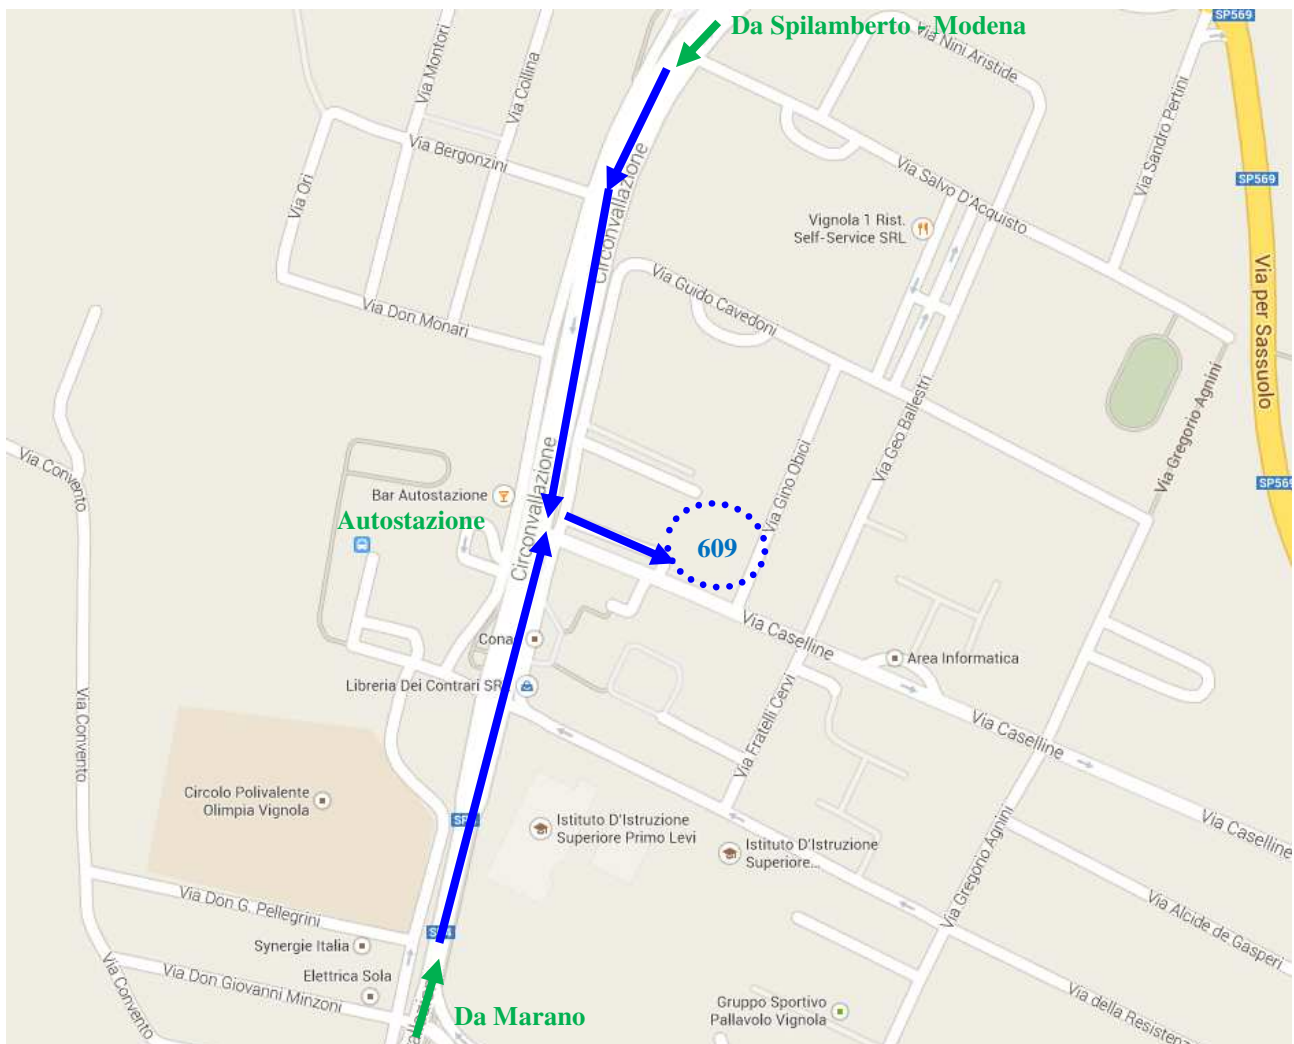 Da Spilamberto - Modena
SP569
Via Montori
Via Collina
Via Nini Aristide
Via Sandro Pertini
Via Bergonzini
Circonvallazione
Via Salvo D'Acquisto
SP569
Via Ori
Vignola 1 Rist.
Self-Service SRL
Via per Sassuolo
Via Guido Cavedoni
Via Don Monari
Via Geo Ballestri
Via Gregorio Agnini
Via Convento
Via Gino Obici
Bar Autostazione
Circonvallazione
SP569
Autostazione
609
Via Caselline
Conad
Area Informatica
Libreria Dei Contrari SRL
Via Fratelli Cervi
Via Convento
Via Caselline
Circolo Polivalente
Olimpia Vignola
Istituto D'Istruzione
Superiore Primo Levi
Istituto D'Istruzione
Superiore...
Via Caselline
Via Gregorio Agnini
Via Don G. Pellegrini
Via Alcide de Gasperi
Synergie Italia
Via Don Giovanni Minzoni
Elettrica Sola
Via Convento
Da Marano
Gruppo Sportivo
Pallavolo Vignola
Via della Resistenz